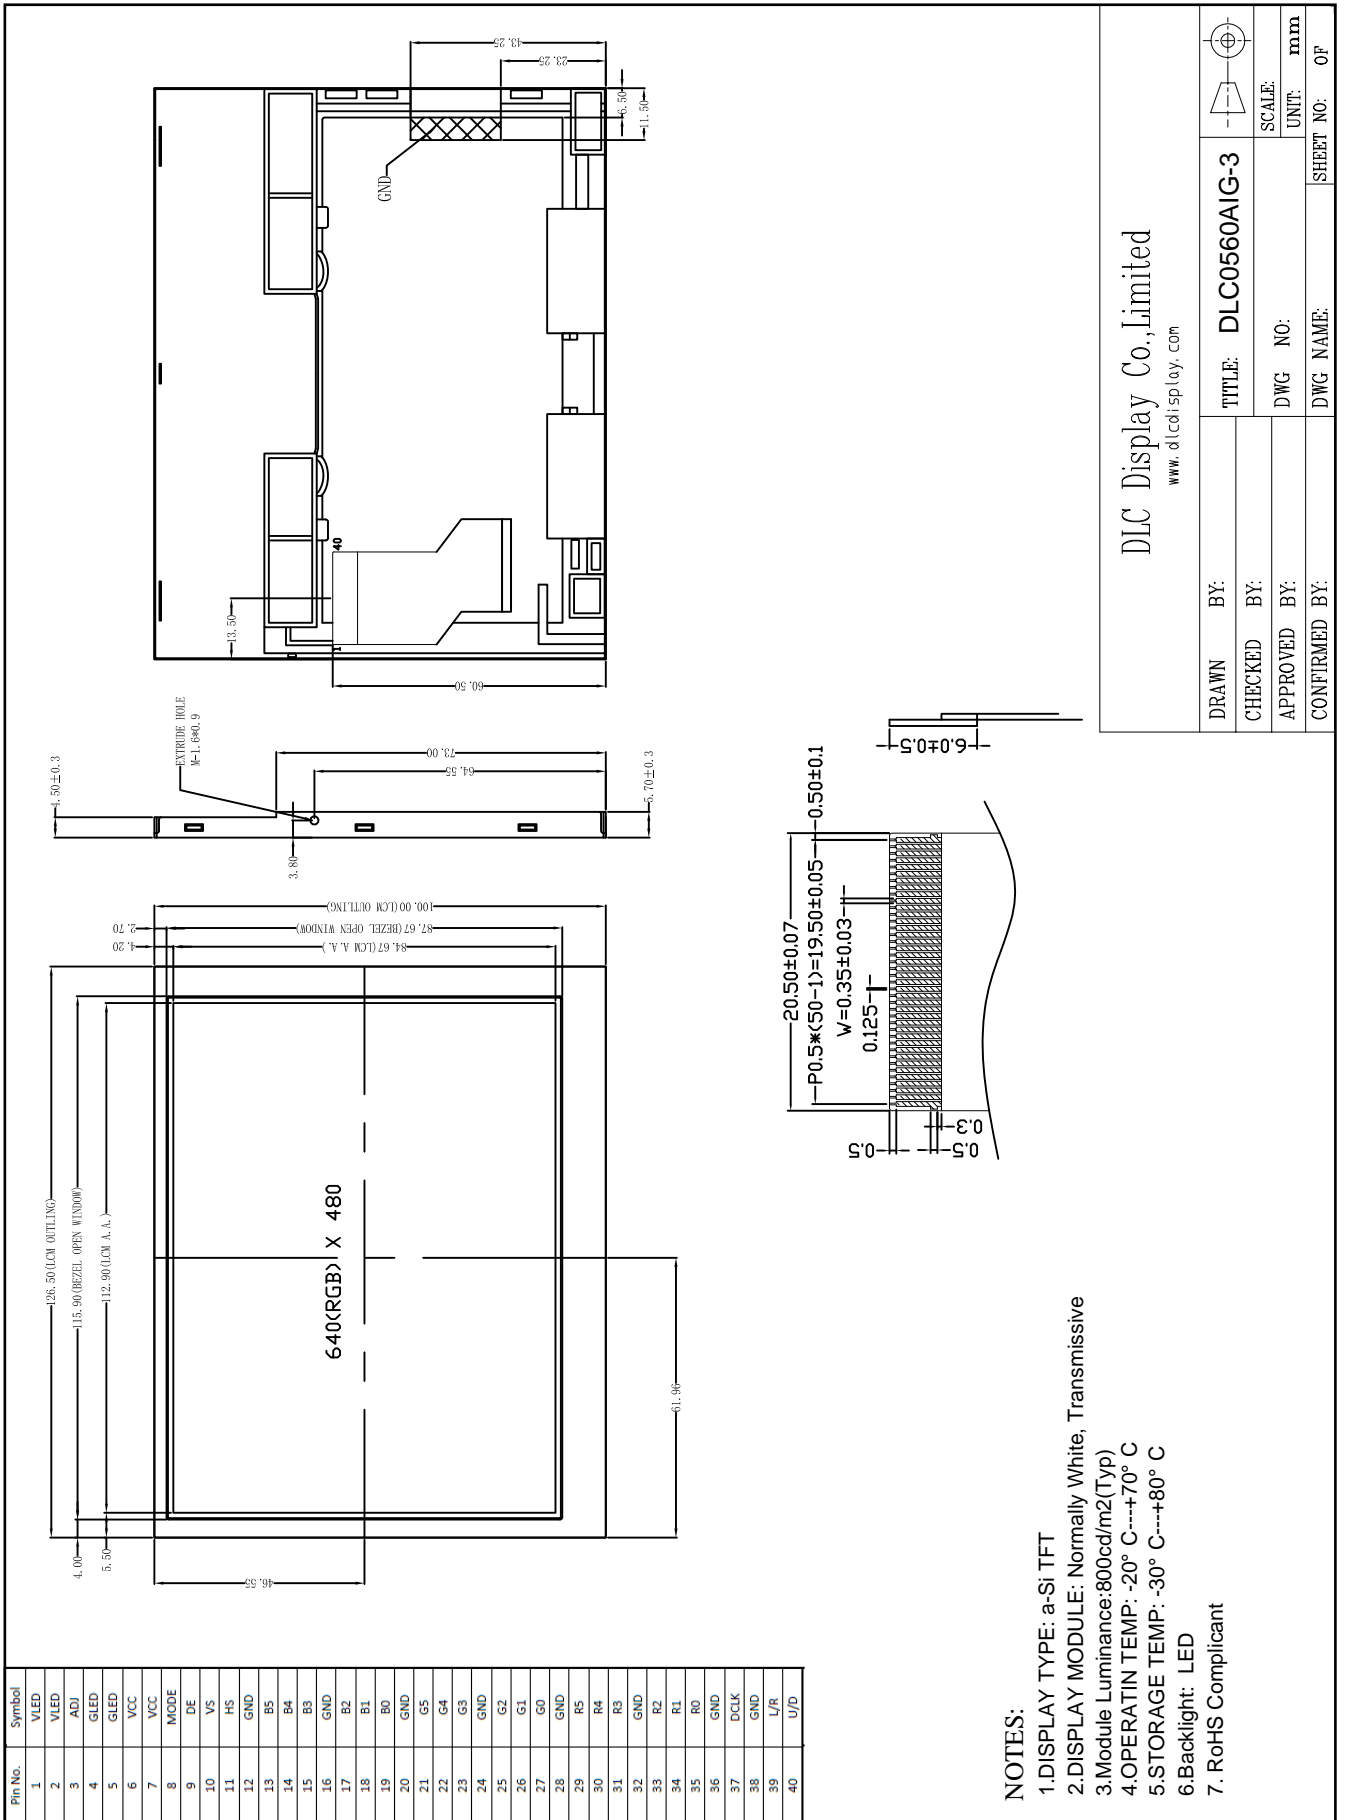 Pin No. Symbol
1 VLED
2 VLED
3 ADJ
4 GLED
5 GLED
6 VCC
7 VCC
8 MODE
9 DE
10 VS
11 HS
12 GND
13 B5
14 B4
15 B3
16 GND
17 B2
18 B1
19 B0
20 GND
21 G5
22 G4
23 G3
24 GND
25 G2
26 G1
27 G0
28 GND
29 R5
30 R4
31 R3
32 GND
33 R2
34 R1
35 R0
36 GND
37 DCLK
38 GND
39 L/R
40 U/D
126.50(LCM OUTLING)
4.00
115.90(BEZEL OPEN WINDOW)
5.50
112.90(LCM A.A.)
46.55
640(RGB) X 480
61.96
2.70
4.20
100.00(LCM OUTLING)
87.67(BEZEL OPEN WINDOW)
84.67(LCM A.A.)
4.50±0.3
EXTRUDE HOLE
M-1.6*0.9
3.80
73.00
64.55
5.70±0.3
13.50
60.50
1
40
GND
43.25
23.25
6.50
11.50
20.50±0.07
P0.5*(50-1)=19.50±0.05
0.50±0.1
W=0.35±0.03
0.125
0.5
0.5
0.3
6.0±0.5
NOTES:
1.DISPLAY TYPE: a-Si TFT
2.DISPLAY MODULE: Normally White, Transmissive
3.Module Luminance:800cd/m2(Typ)
4.OPERATIN TEMP: -20° C---+70° C
5.STORAGE TEMP: -30° C---+80° C
6.Backlight: LED
7. RoHS Complicant
DLC Display Co.,Limited
www.dlcdisplay.com
DRAWN BY:
CHECKED BY:
APPROVED BY:
CONFIRMED BY:
TITLE: DLC0560AIG-3
DWG NO:
DWG NAME:
SCALE:
UNIT: mm
SHEET NO: OF